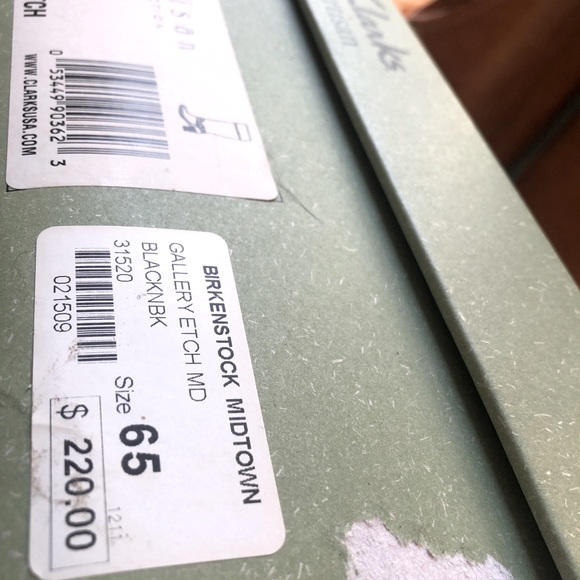 Clarks
TCH
0 53449 90362 3
WWW.CLARKSUSA.COM
BIRKENSTOCK MIDTOWN
GALLERY ETCH MD
BLACKNBK
31520
021509
Size 65
1211
$ 220.00